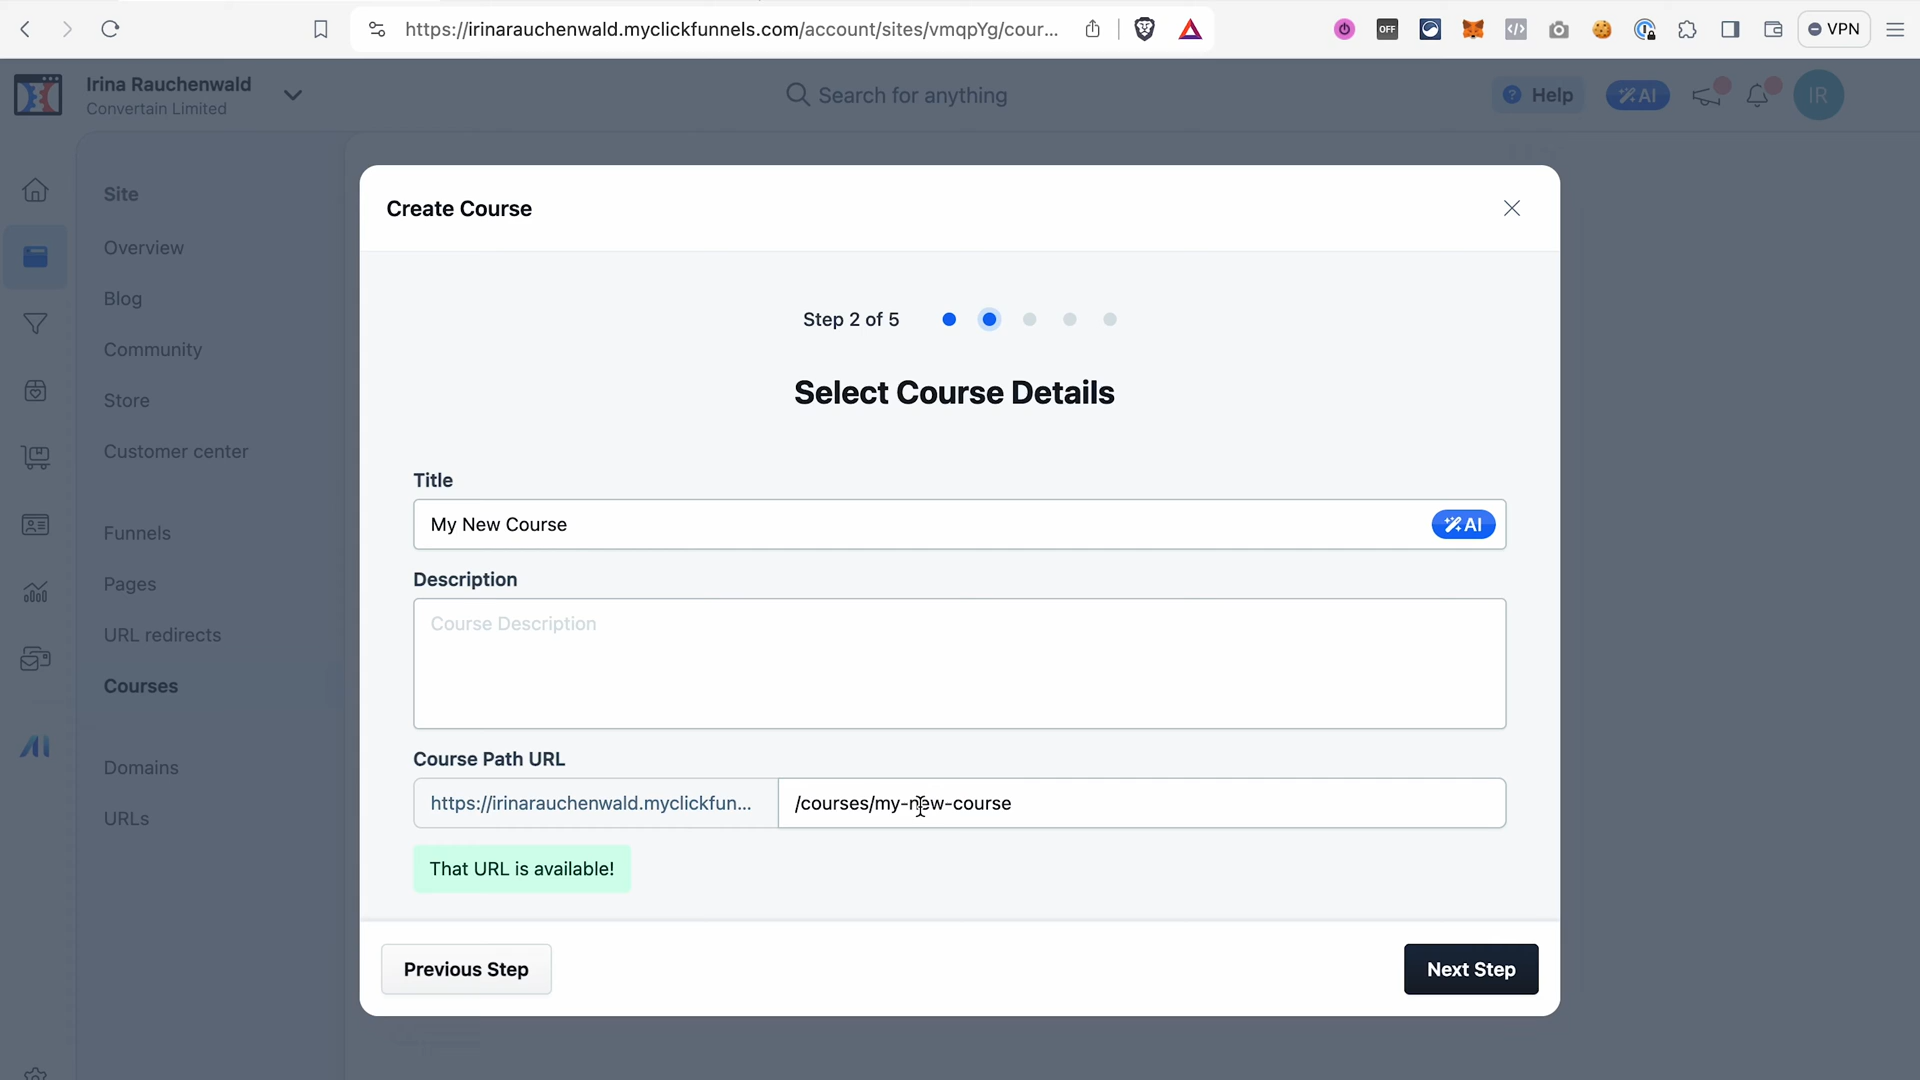 https://irinarauchenwald.myclickfunnels.com/account/sites/vmqpYg/cour...
OFF
VPN
Irina Rauchenwald
Convertain Limited
Search for anything
? Help
AI
IR
Site
Overview
Blog
Community
Store
Customer center
Funnels
Pages
URL redirects
Courses
Domains
URLs
Create Course
Step 2 of 5
Select Course Details
Title
My New Course
AI
Description
Course Description
Course Path URL
https://irinarauchenwald.myclickfun...
/courses/my-new-course
That URL is available!
Previous Step
Next Step